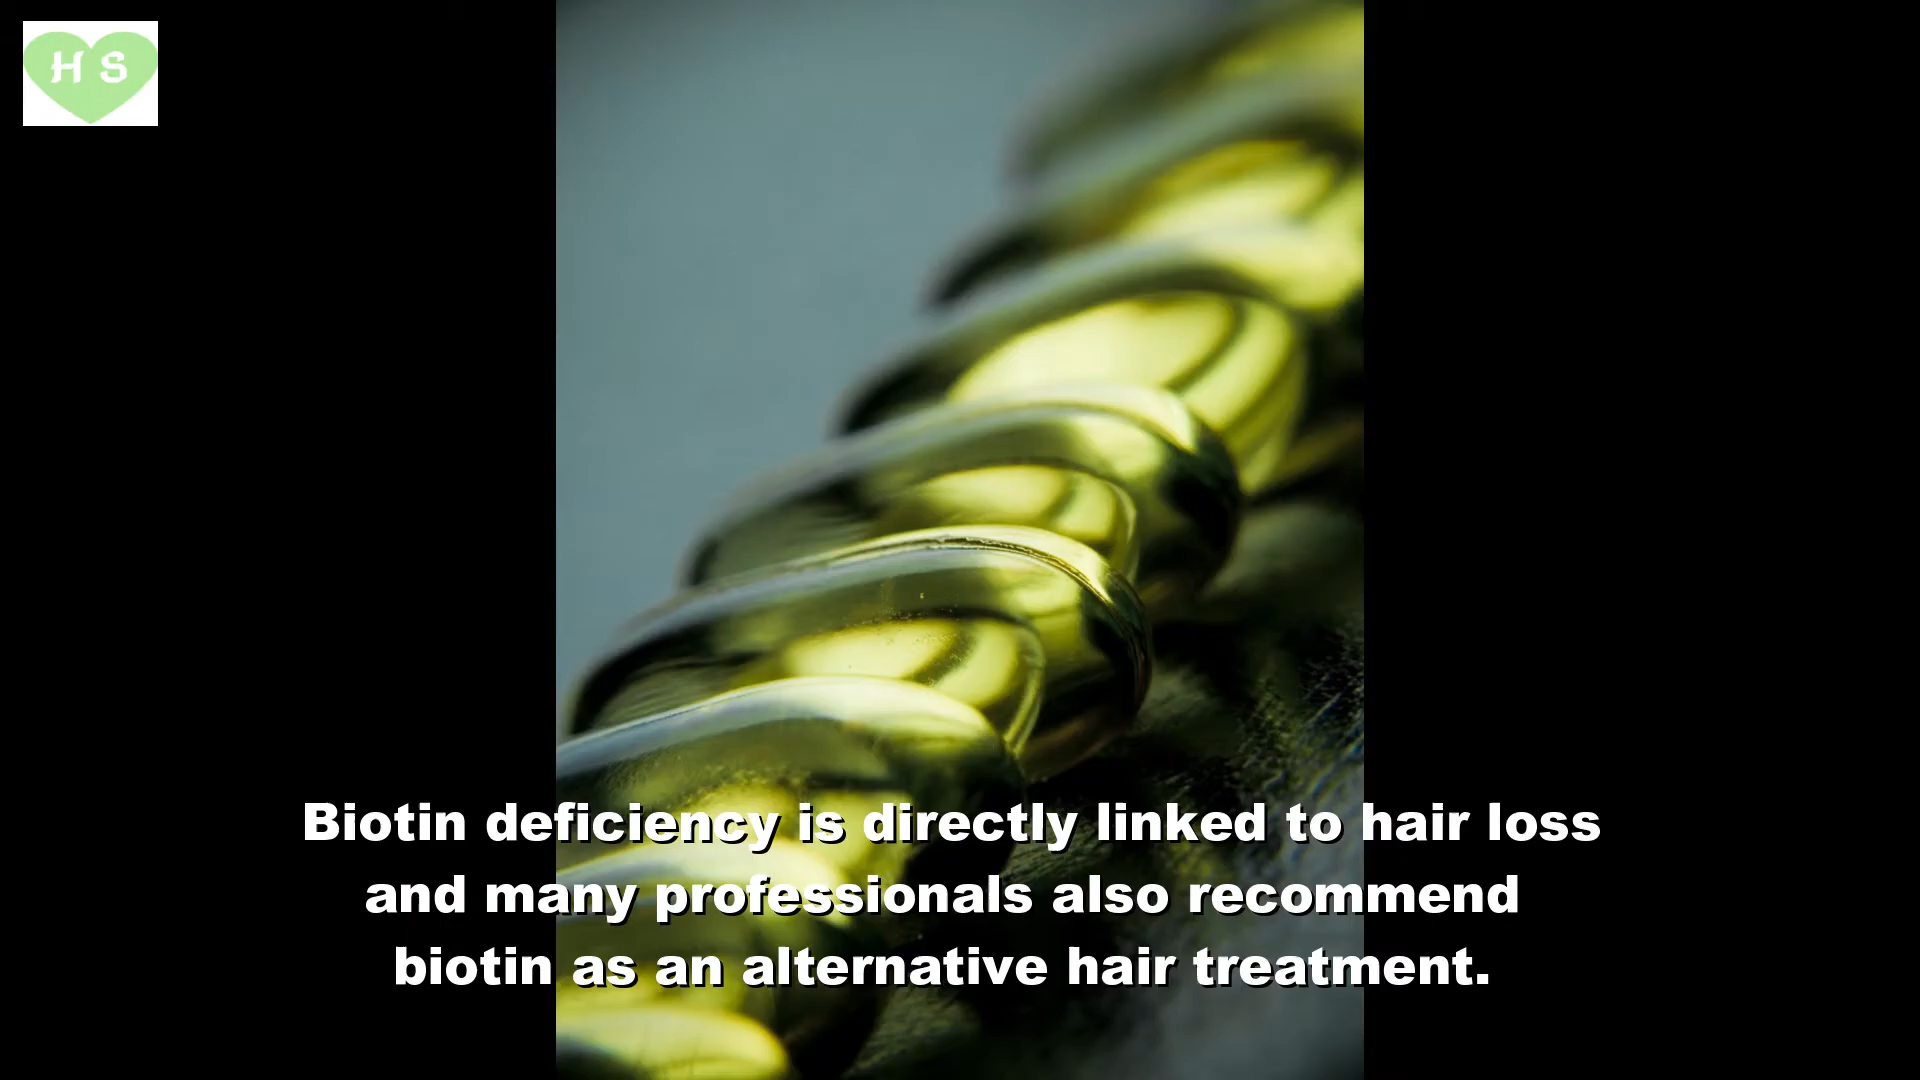 H S
Biotin deficiency is directly linked to hair loss
and many professionals also recommend
biotin as an alternative hair treatment.